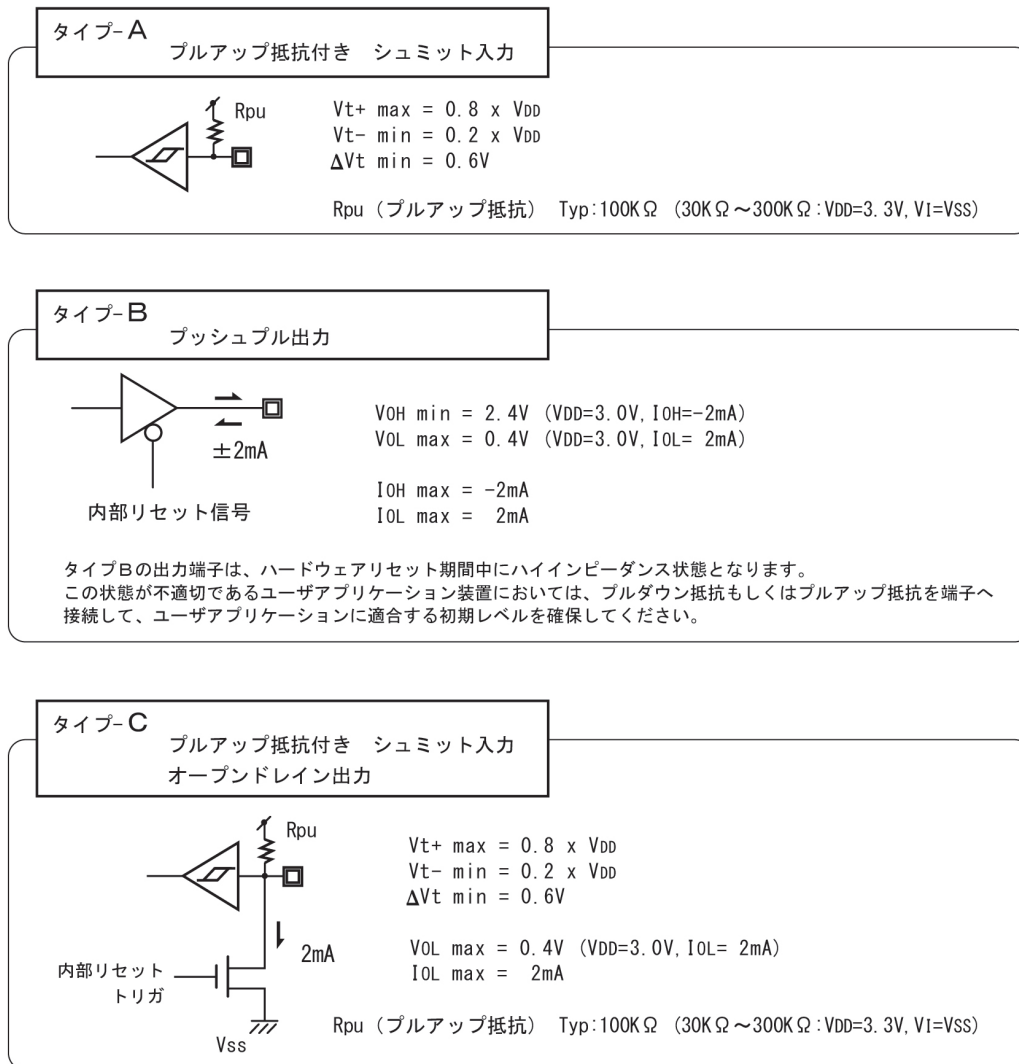 タイプ-A
プルアップ抵抗付き　シュミット入力
Rpu
Vt+ max = 0.8 x VDD
Vt- min = 0.2 x VDD
ΔVt min = 0.6V
Rpu (プルアップ抵抗)　Typ:100KΩ (30KΩ～300KΩ:VDD=3.3V, VI=VSS)
タイプ-B
プッシュプル出力
±2mA
内部リセット信号
VOH min = 2.4V (VDD=3.0V, IOH=-2mA)
VOL max = 0.4V (VDD=3.0V, IOL= 2mA)
IOH max = -2mA
IOL max =  2mA
タイプBの出力端子は、ハードウェアリセット期間中にハイインピーダンス状態となります。
この状態が不適切であるユーザアプリケーション装置においては、プルダウン抵抗もしくはプルアップ抵抗を端子へ
接続して、ユーザアプリケーションに適合する初期レベルを確保してください。
タイプ-C
プルアップ抵抗付き　シュミット入力
オープンドレイン出力
Rpu
2mA
内部リセット
トリガ
Vss
Vt+ max = 0.8 x VDD
Vt- min = 0.2 x VDD
ΔVt min = 0.6V
VOL max = 0.4V (VDD=3.0V, IOL= 2mA)
IOL max =  2mA
Rpu (プルアップ抵抗)　Typ:100KΩ (30KΩ～300KΩ:VDD=3.3V, VI=VSS)